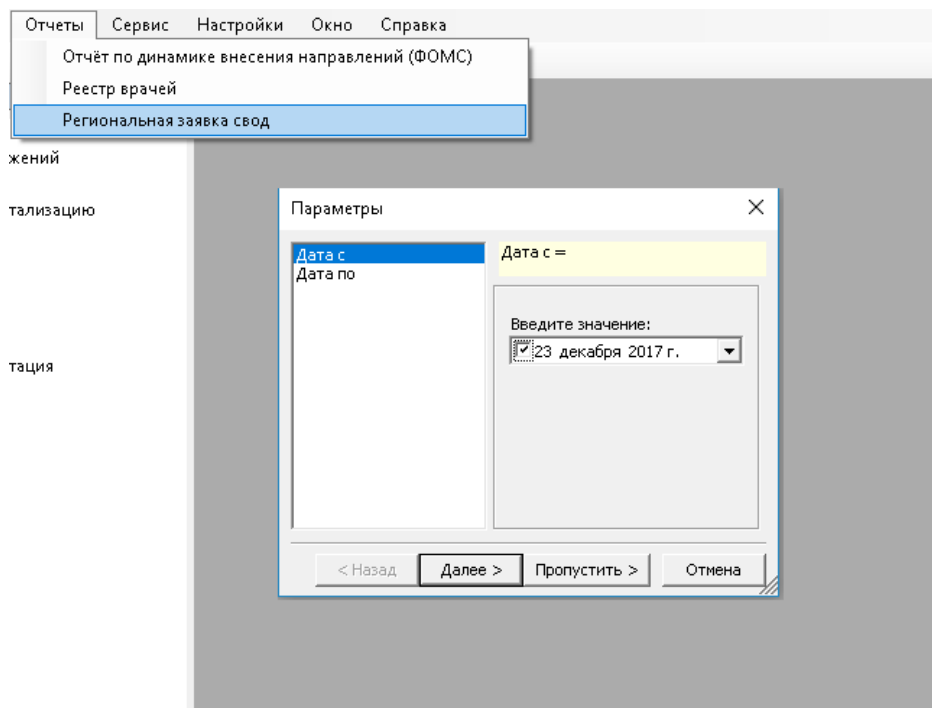 Отчеты Сервис Настройки Окно Справка
Отчёт по динамике внесения направлений (ФОМС)
Реестр врачей
Региональная заявка свод
жений
тализацию
тация
Параметры
Дата с
Дата по
Дата с =
Введите значение:
23 декабря 2017 г.
< Назад Далее > Пропустить > Отмена